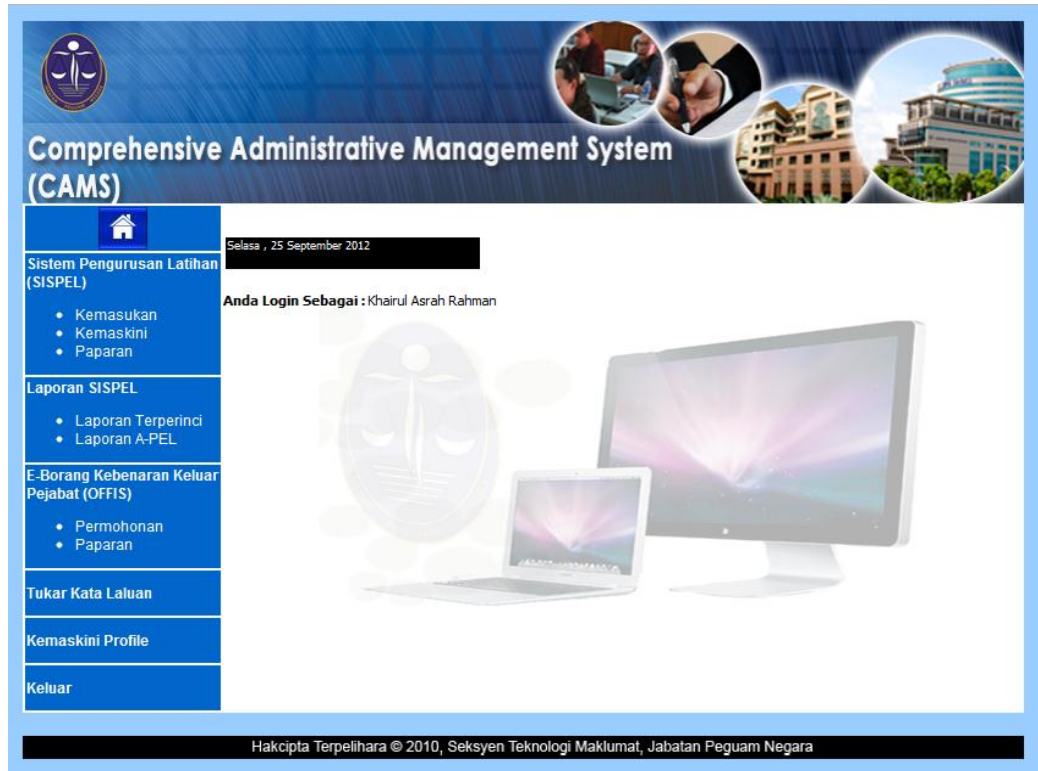 Comprehensive Administrative Management System
(CAMS)
Selasa , 25 September 2012
Anda Login Sebagai : Khairul Asrah Rahman
Sistem Pengurusan Latihan
(SISPEL)
Kemasukan
Kemaskini
Paparan
Laporan SISPEL
Laporan Terperinci
Laporan A-PEL
E-Borang Kebenaran Keluar
Pejabat (OFFIS)
Permohonan
Paparan
Tukar Kata Laluan
Kemaskini Profile
Keluar
Hakcipta Terpelihara © 2010, Seksyen Teknologi Maklumat, Jabatan Peguam Negara